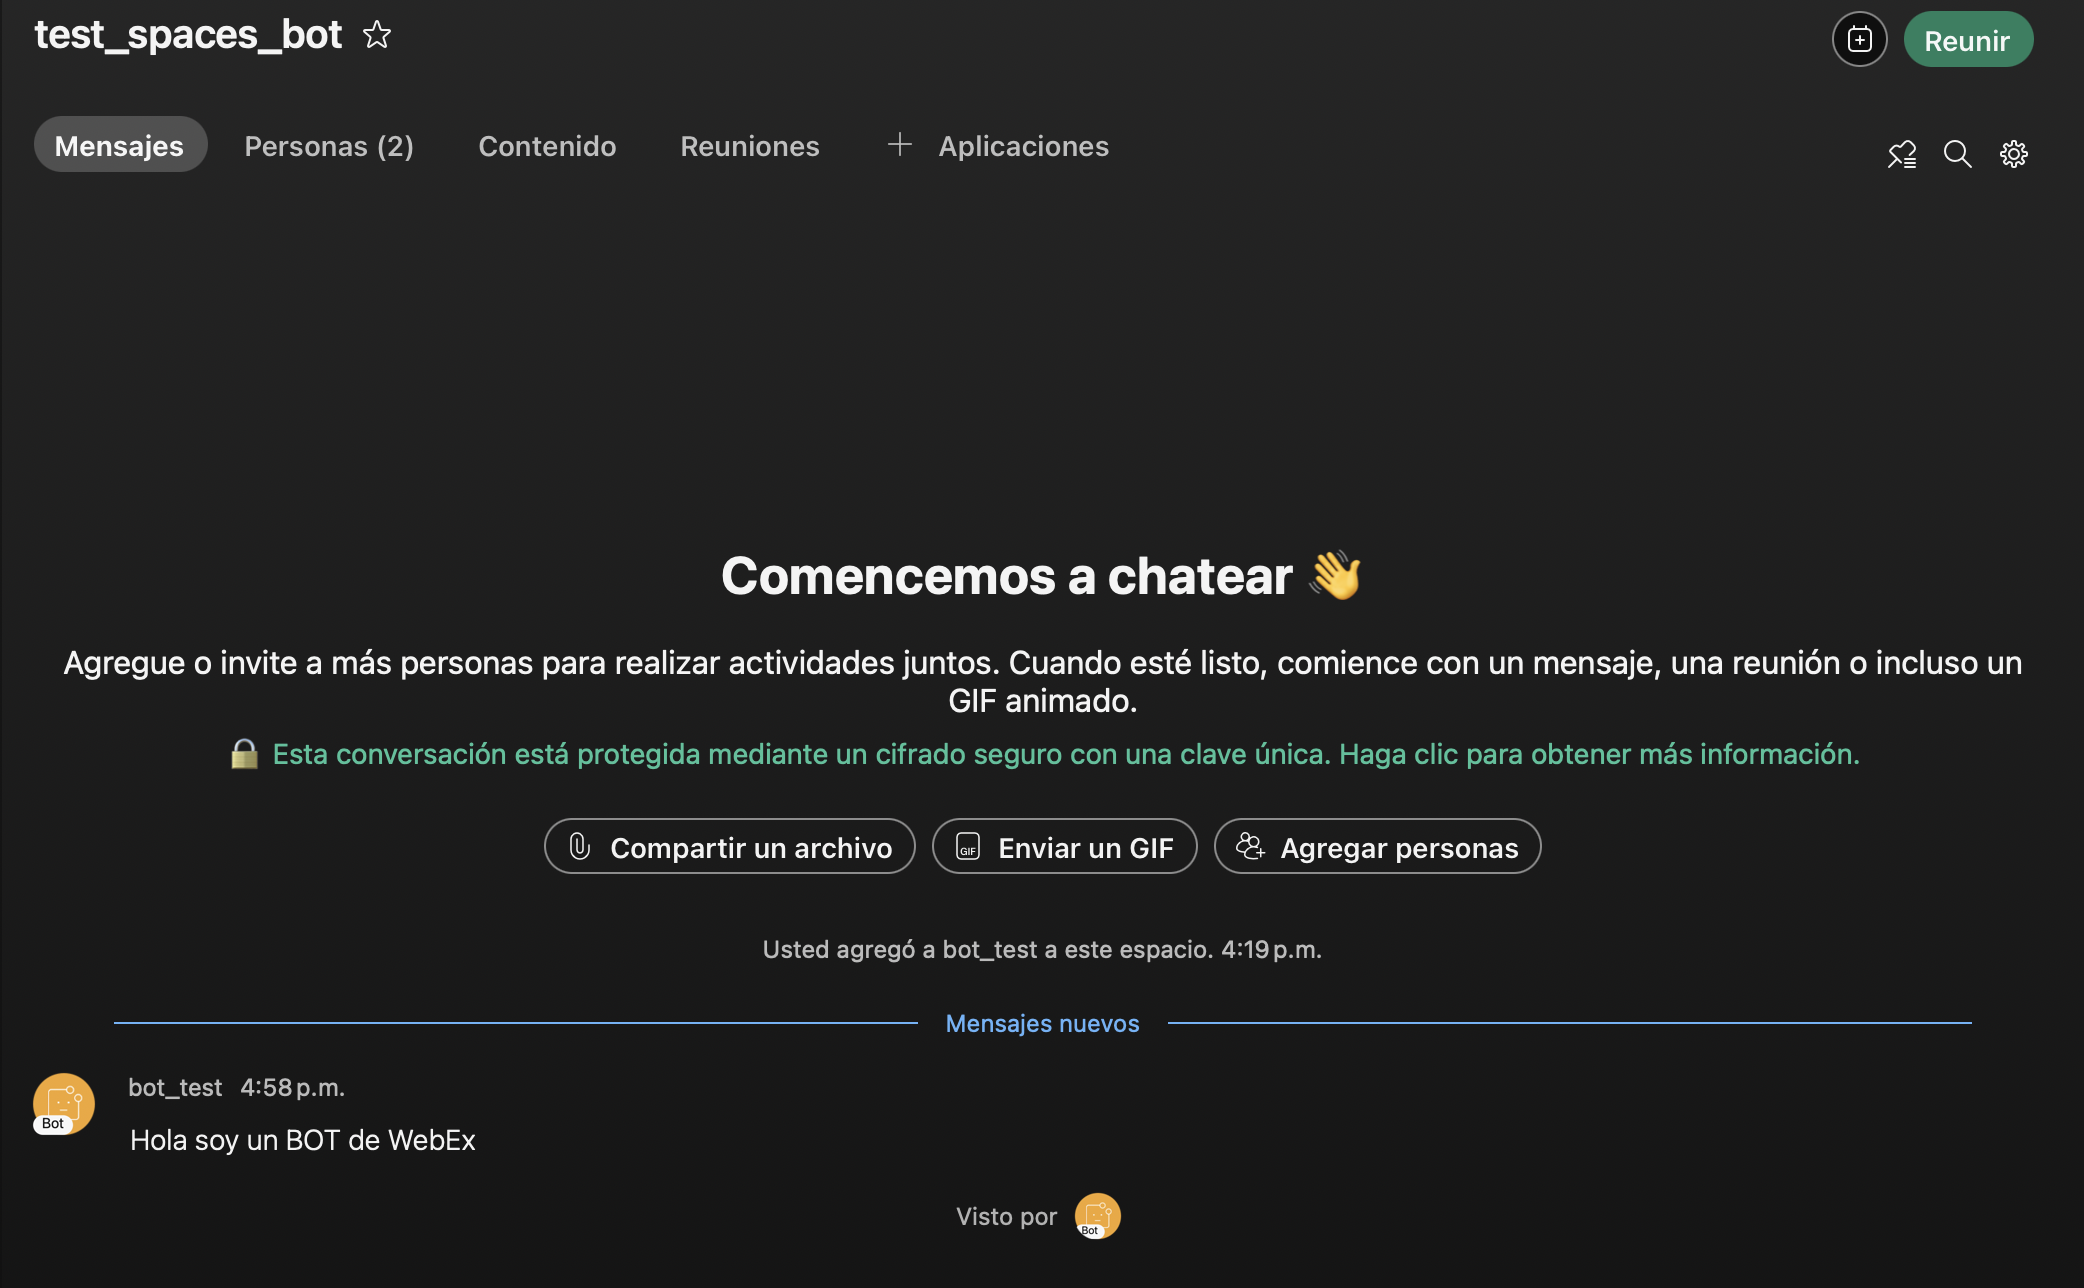 test_spaces_bot
Reunir
Mensajes
Personas (2)
Contenido
Reuniones
Aplicaciones
Comencemos a chatear 👋
Agregue o invite a más personas para realizar actividades juntos. Cuando esté listo, comience con un mensaje, una reunión o incluso un
GIF animado.
Esta conversación está protegida mediante un cifrado seguro con una clave única. Haga clic para obtener más información.
Compartir un archivo
GIF
Enviar un GIF
Agregar personas
Usted agregó a bot_test a este espacio. 4:19 p.m.
Mensajes nuevos
bot_test 4:58 p.m.
Bot
Hola soy un BOT de WebEx
Visto por
Bot